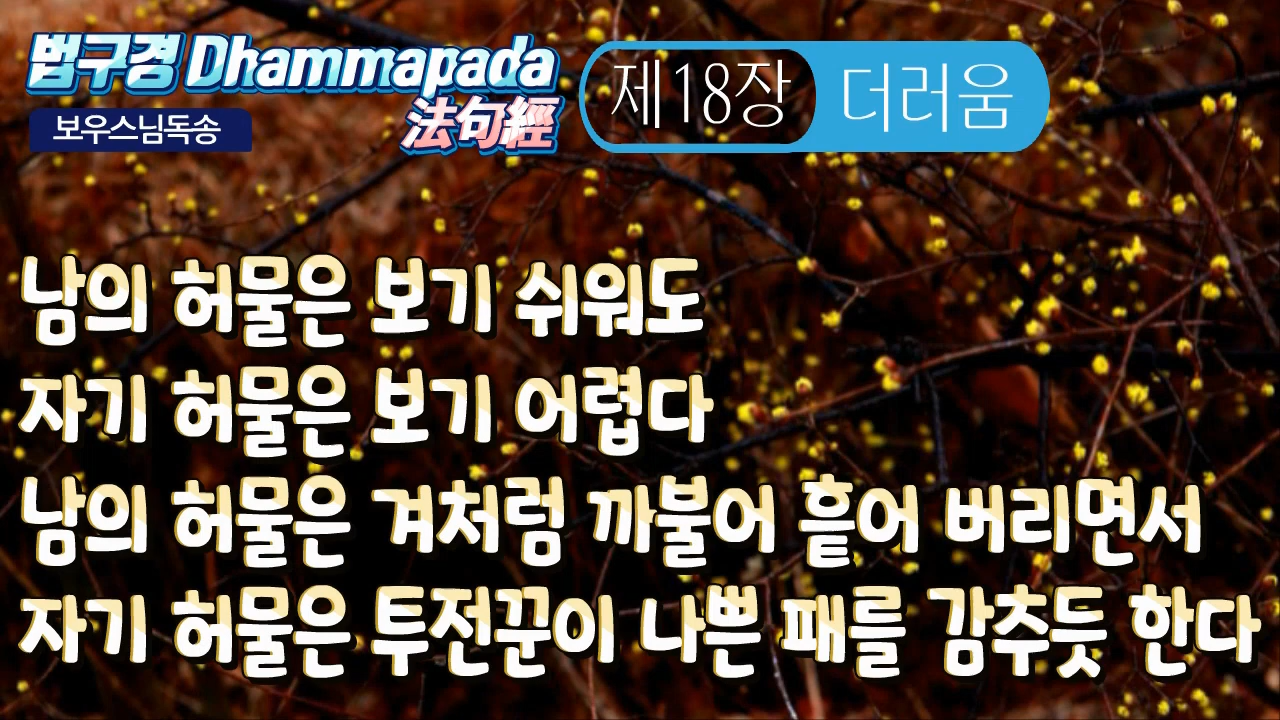 법구경 Dhammapada
法句經
보우스님독송
제18장 더러움
남의 허물은 보기 쉬워도
자기 허물은 보기 어렵다
남의 허물은 겨처럼 까불어 흩어 버리면서
자기 허물은 투전꾼이 나쁜 패를 감추듯 한다